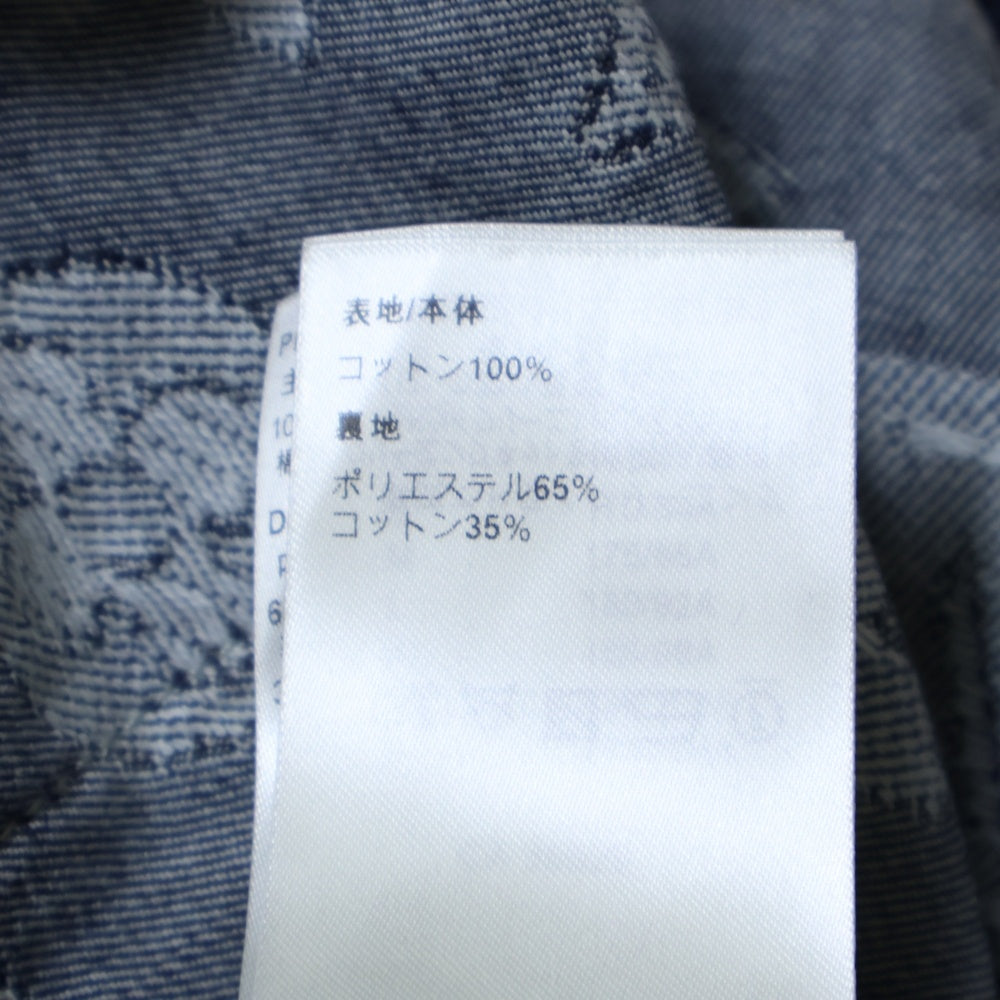 表地/本体
コットン100%
裏地
ポリエステル65%
コットン35%